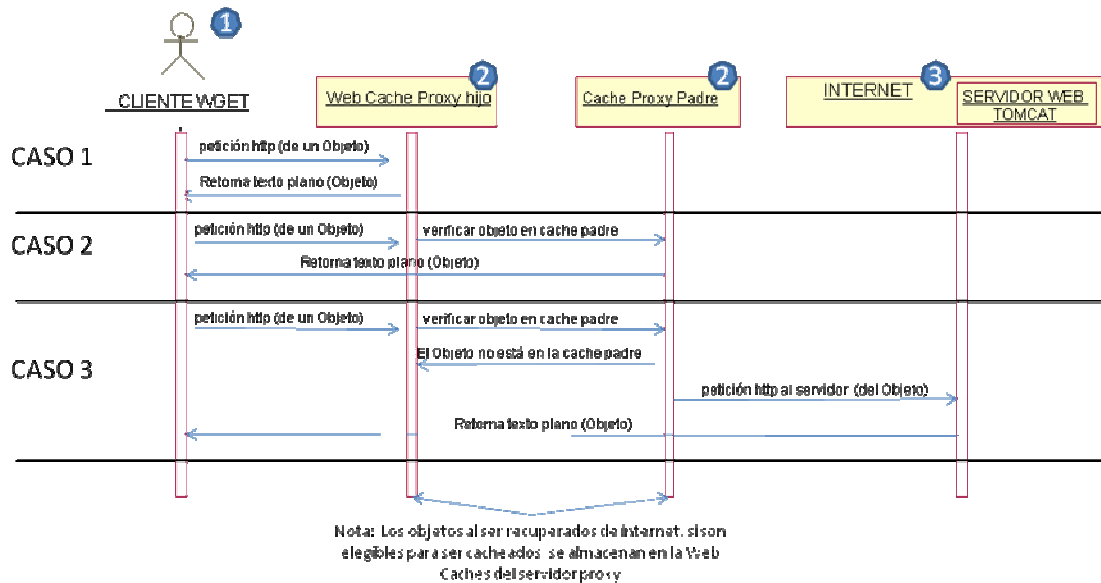 1
CLIENTE WGET
2
Web Cache Proxy hijo
2
Cache Proxy Padre
3
INTERNET
SERVIDOR WEB
TOMCAT
CASO 1
petición http (de un Objeto)
Retorna texto plano (Objeto)
CASO 2
petición http (de un Objeto)
verificar objeto en cache padre
Retorna texto plano (Objeto)
CASO 3
petición http (de un Objeto)
verificar objeto en cache padre
El Objeto no está en la cache padre
petición http al servidor (del Objeto)
Retorna texto plano (Objeto)
Nota: Los objetos al ser recuperados de internet, si son
elegibles para ser cacheados se almacenan en la Web
Caches del servidor proxy